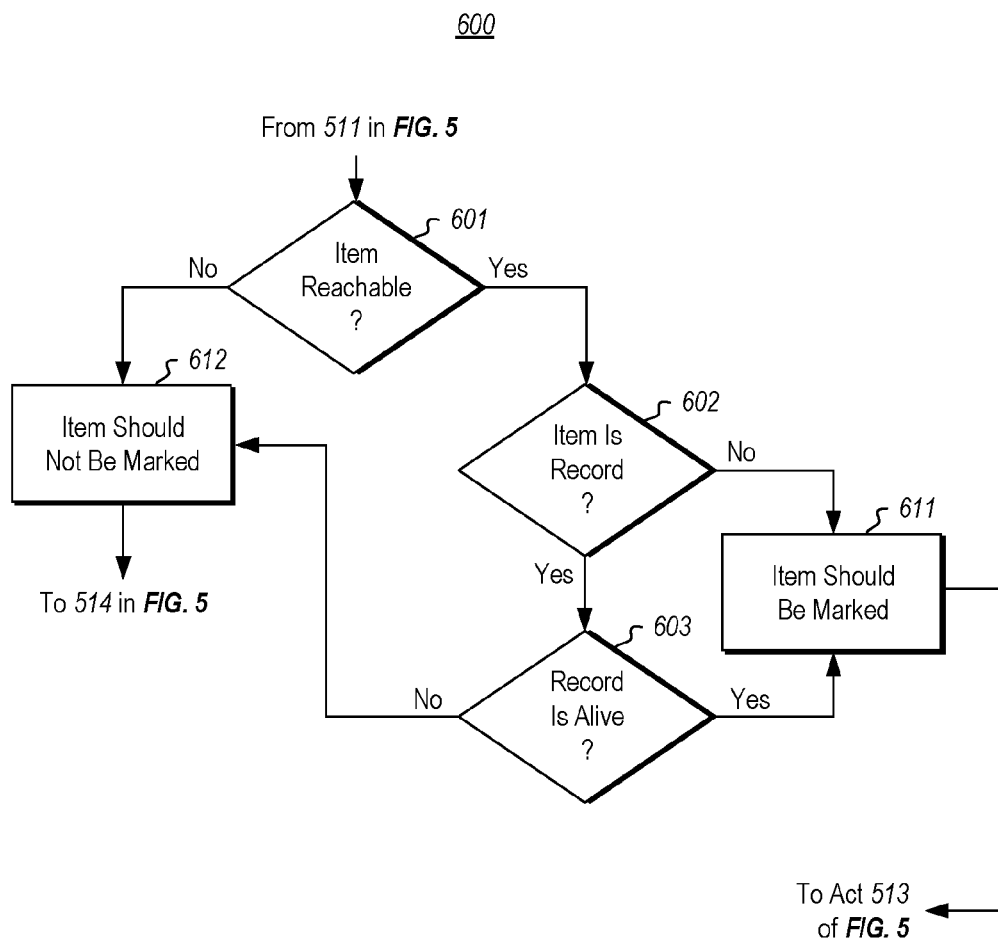 600
From 511 in FIG. 5
601
Item
Reachable
?
No
Yes
612
Item Should
Not Be Marked
To 514 in FIG. 5
602
Item Is
Record
?
No
Yes
611
Item Should
Be Marked
603
Record
Is Alive
?
No
Yes
To Act 513
of FIG. 5